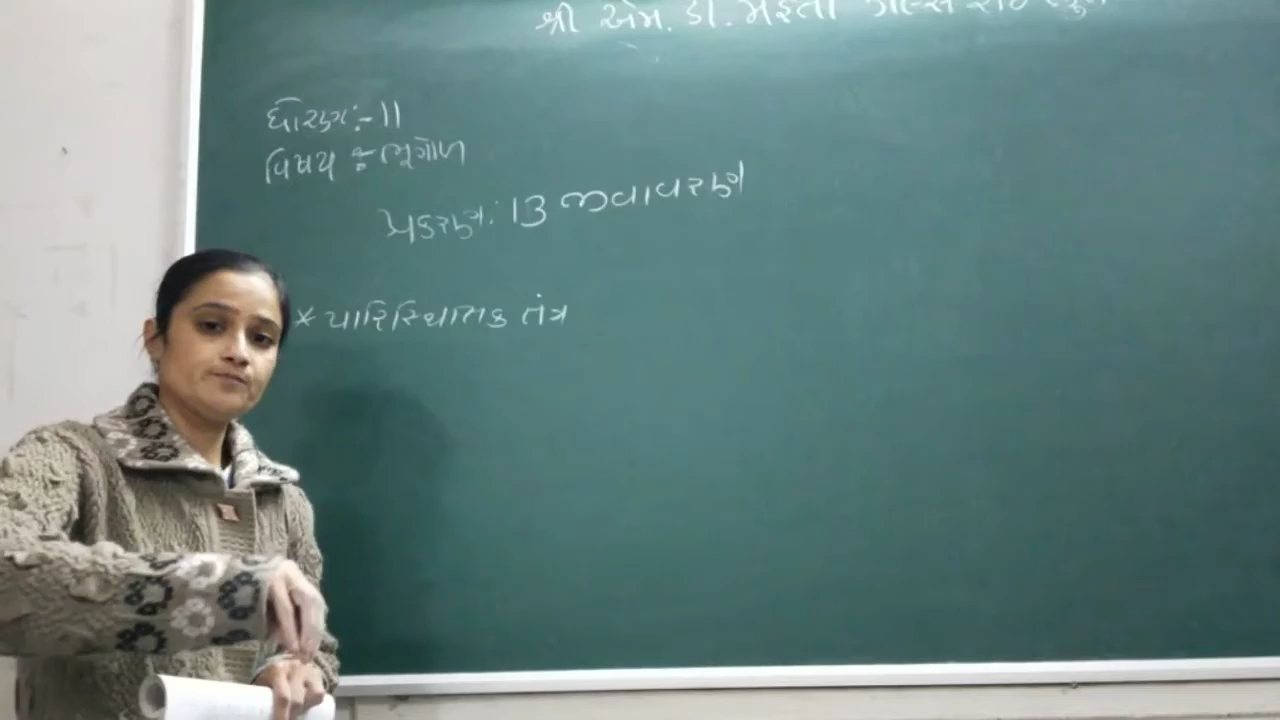 શ્રી એમ. ડી. મહેતા ગર્લ્સ હાઈસ્કૂલ
ધોરણ:-11
વિષય :- ભૂગોળ
પ્રકરણ: 13 જીવાવરણ
* પારિસ્થિતિક તંત્ર